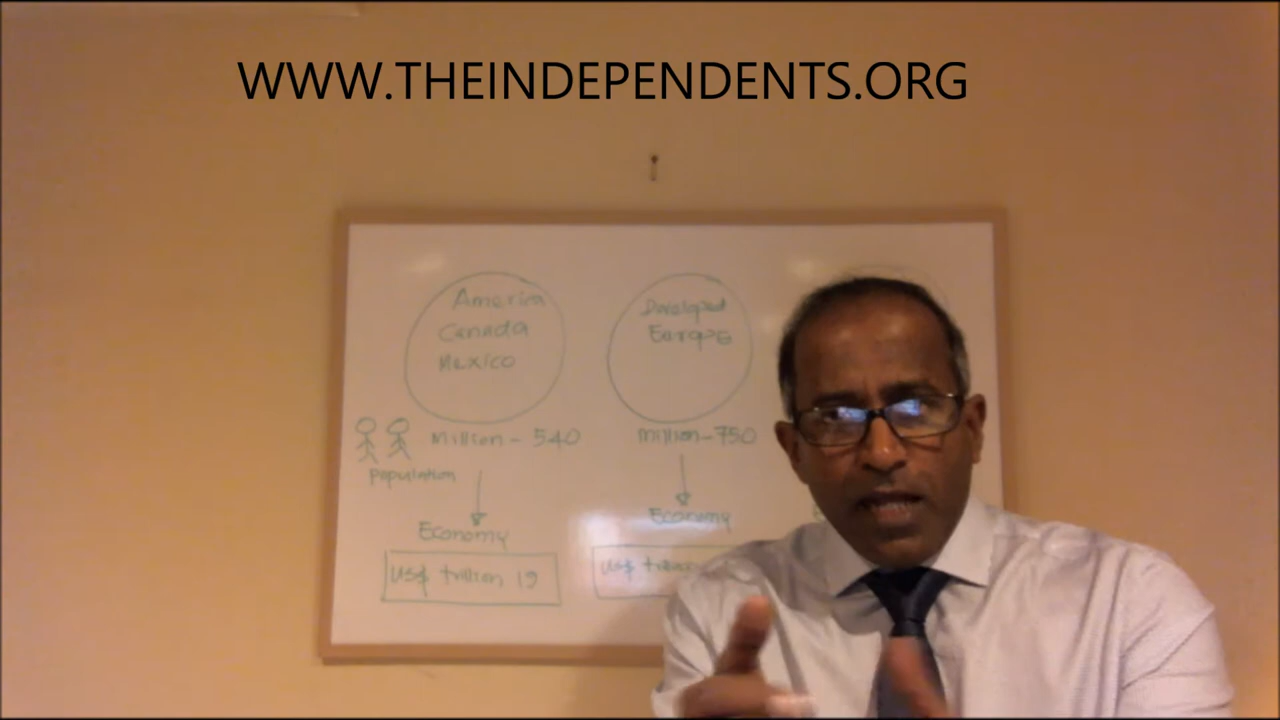 WWW.THEINDEPENDENTS.ORG
America
Canada
Mexico
Million - 540
Population
Economy
US$ trillion 19
Developed
Europe
Million - 750
Economy
US$